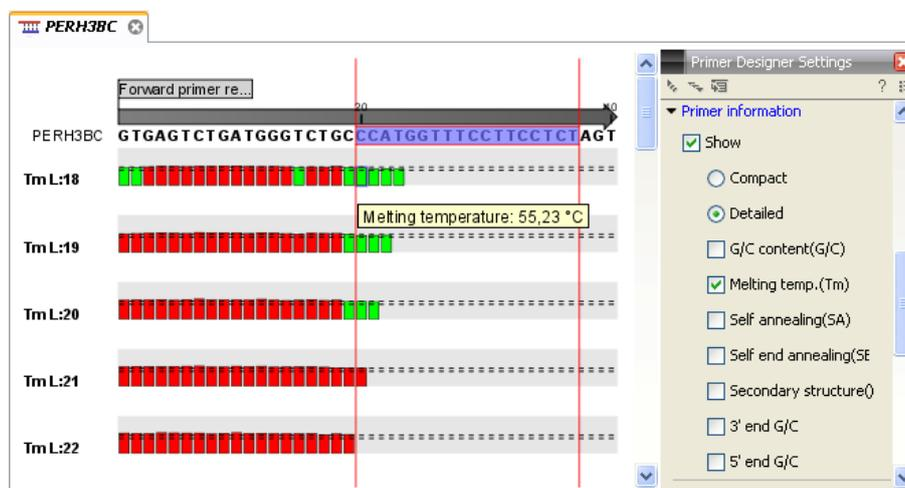 PERH3BC
Primer Designer Settings
Forward primer re...
20
?
Primer information
PERH3BC GTGAGTCTGATGGGTCTGCCCATGGTTTCCTTCCTCTAGT
Show
Tm L:18
Compact
Melting temperature: 55,23 °C
Detailed
Tm L:19
G/C content(G/C)
Melting temp.(Tm)
Tm L:20
Self annealing(SA)
Self end annealing(SE
Tm L:21
Secondary structure()
3' end G/C
Tm L:22
5' end G/C